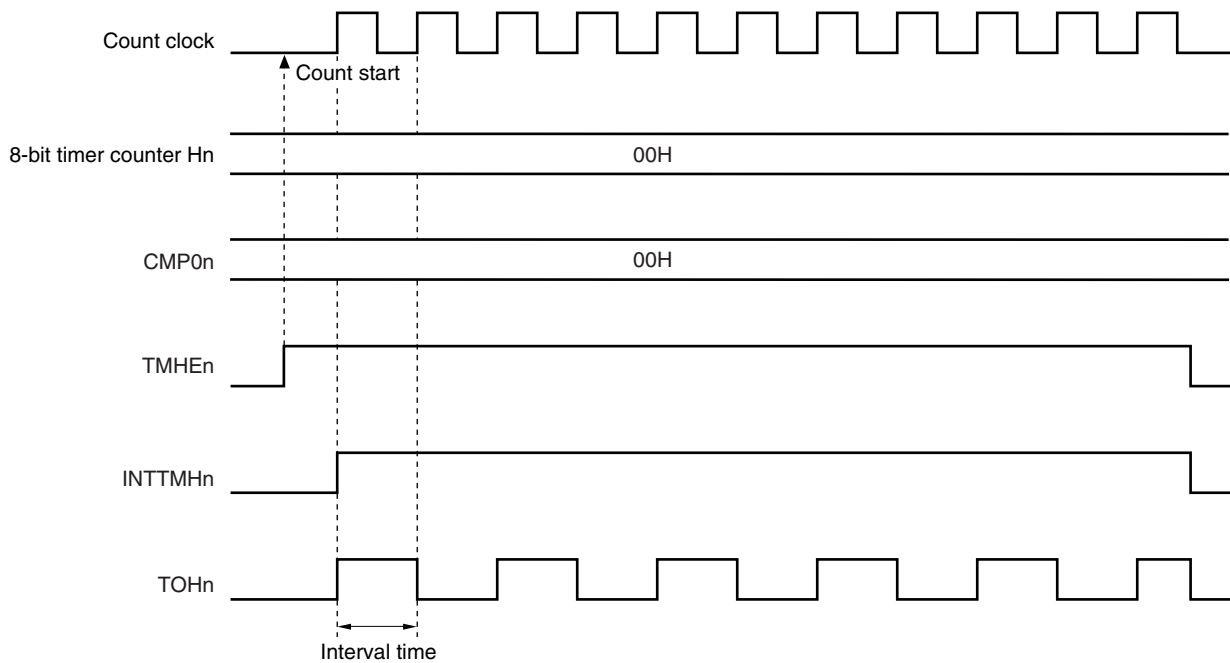 Count clock
Count start
8-bit timer counter Hn
00H
CMP0n
00H
TMHEn
INTTMHn
TOHn
Interval time